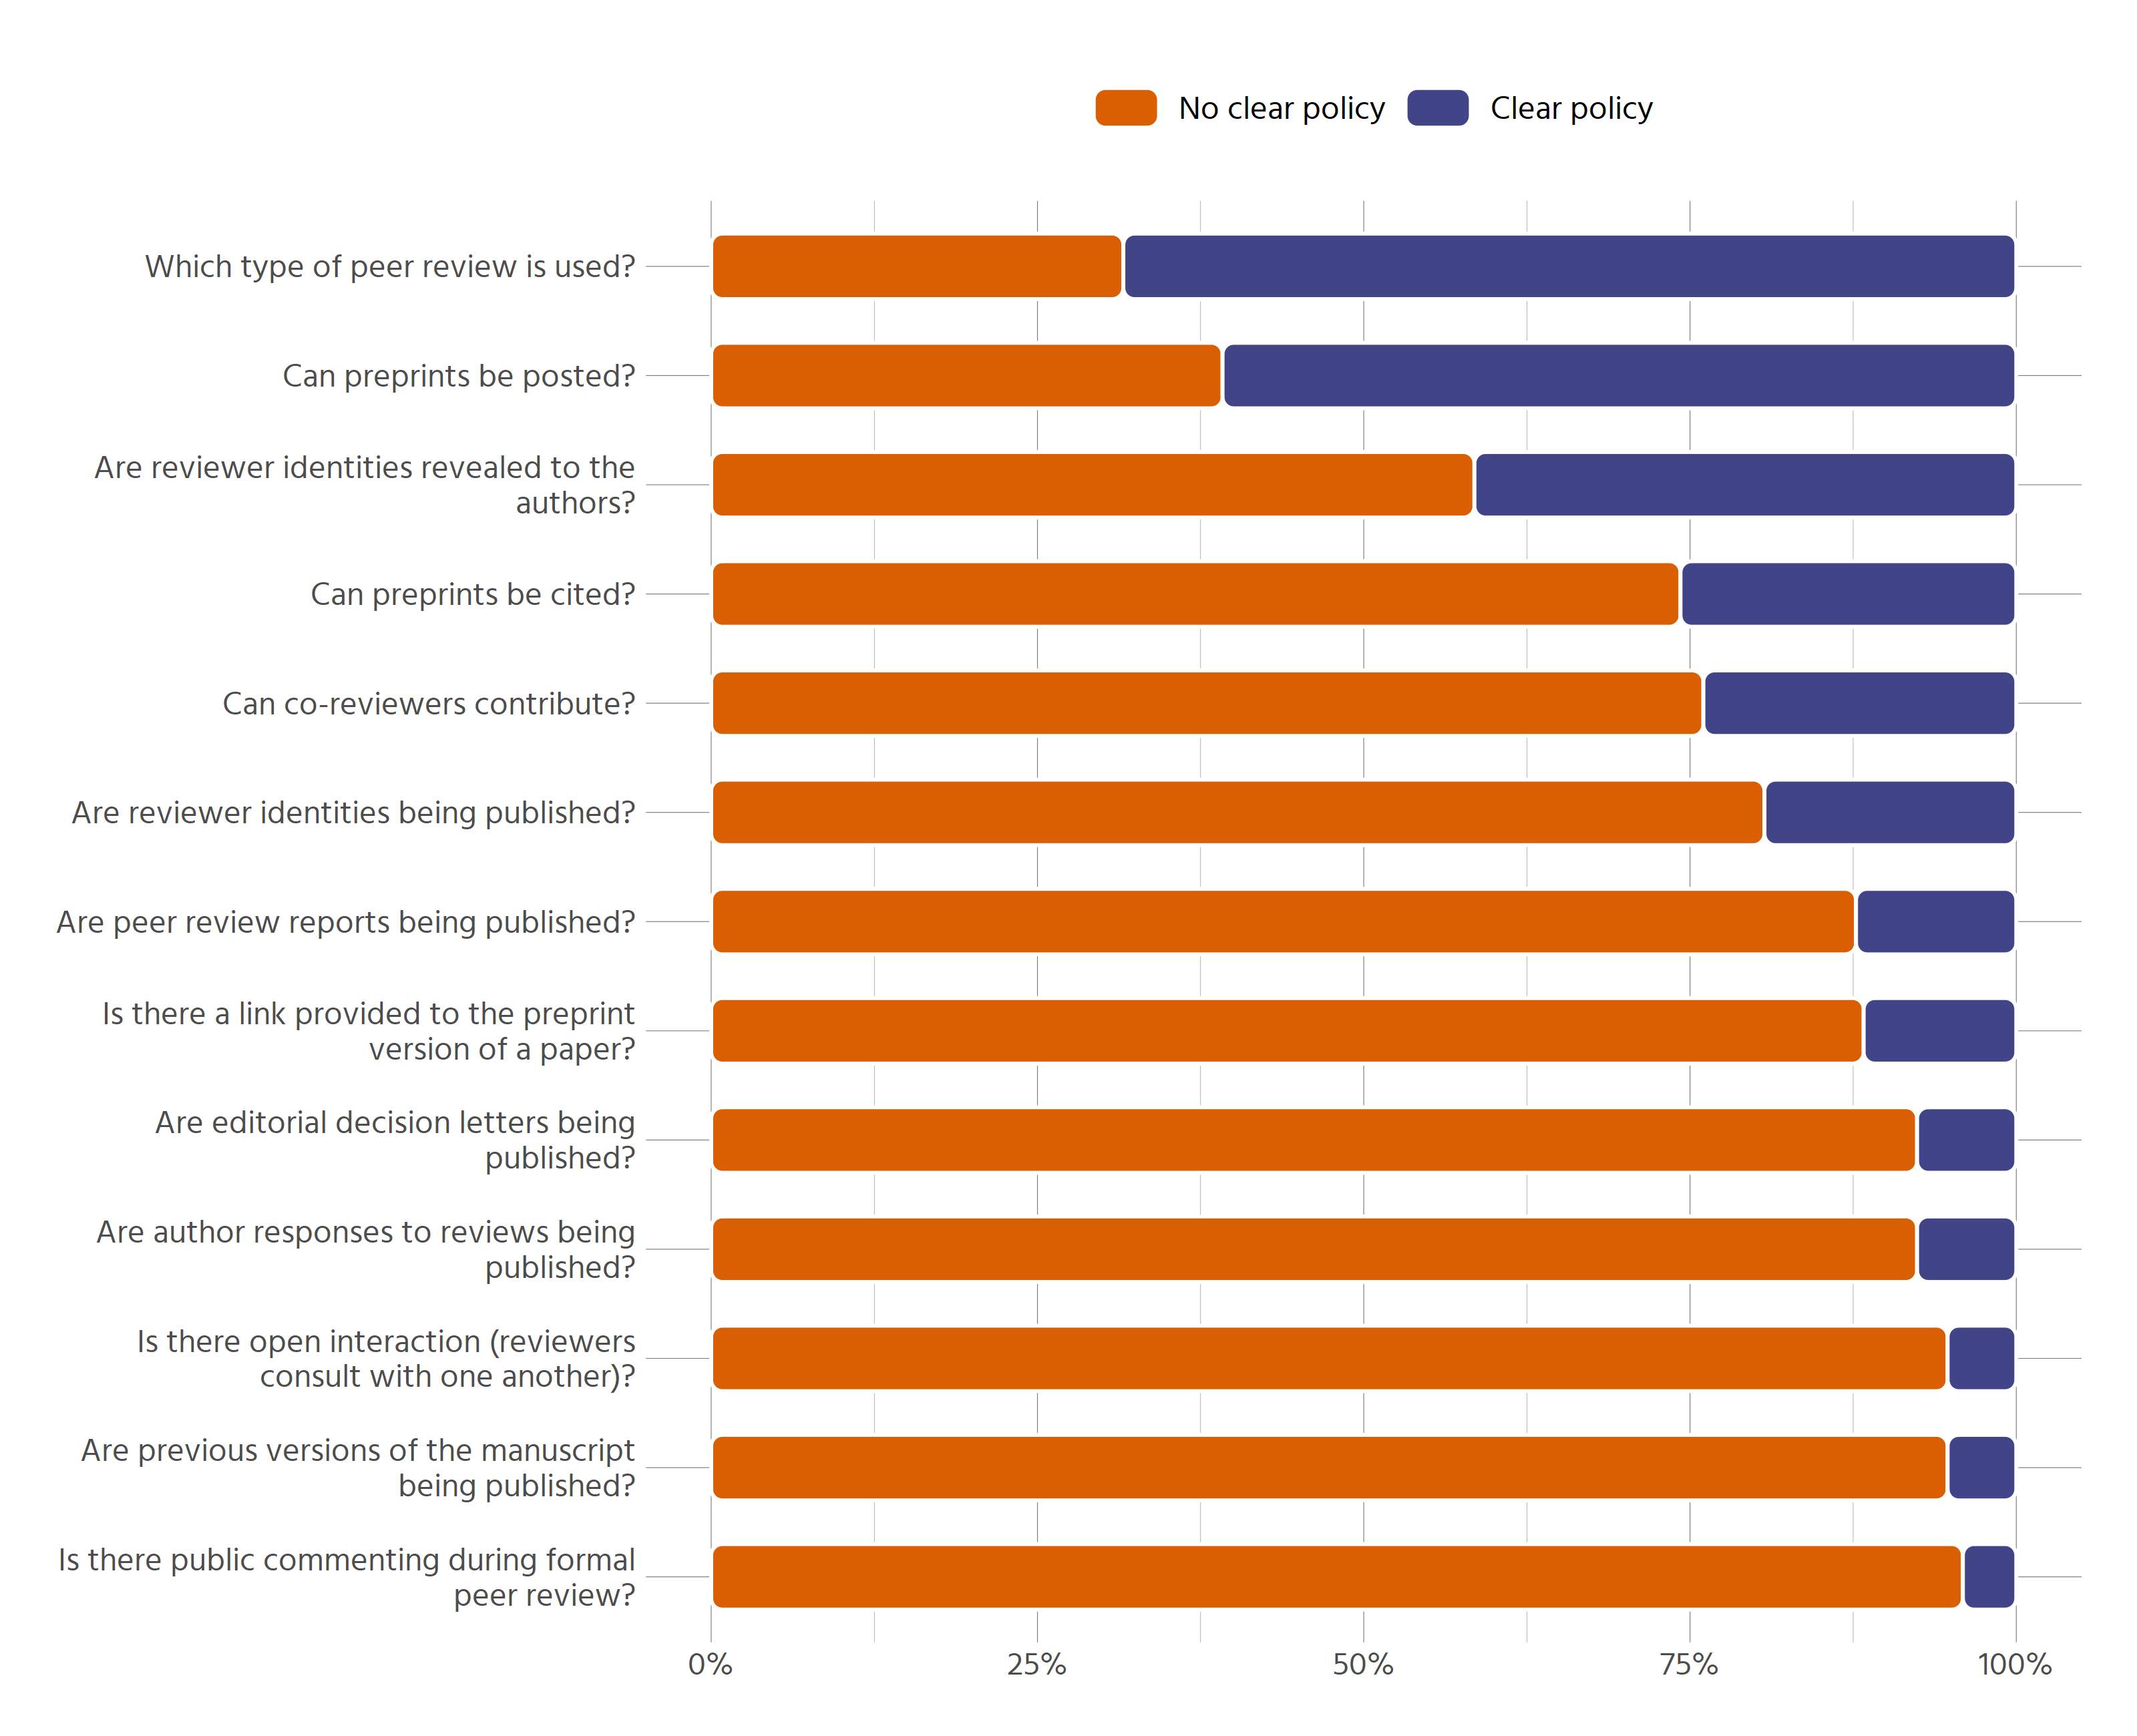 No clear policy
Clear policy
Which type of peer review is used?
Can preprints be posted?
Are reviewer identities revealed to the
authors?
Can preprints be cited?
Can co-reviewers contribute?
Are reviewer identities being published?
Are peer review reports being published?
Is there a link provided to the preprint
version of a paper?
Are editorial decision letters being
published?
Are author responses to reviews being
published?
Is there open interaction (reviewers
consult with one another)?
Are previous versions of the manuscript
being published?
Is there public commenting during formal
peer review?
0%
25%
50%
75%
100%